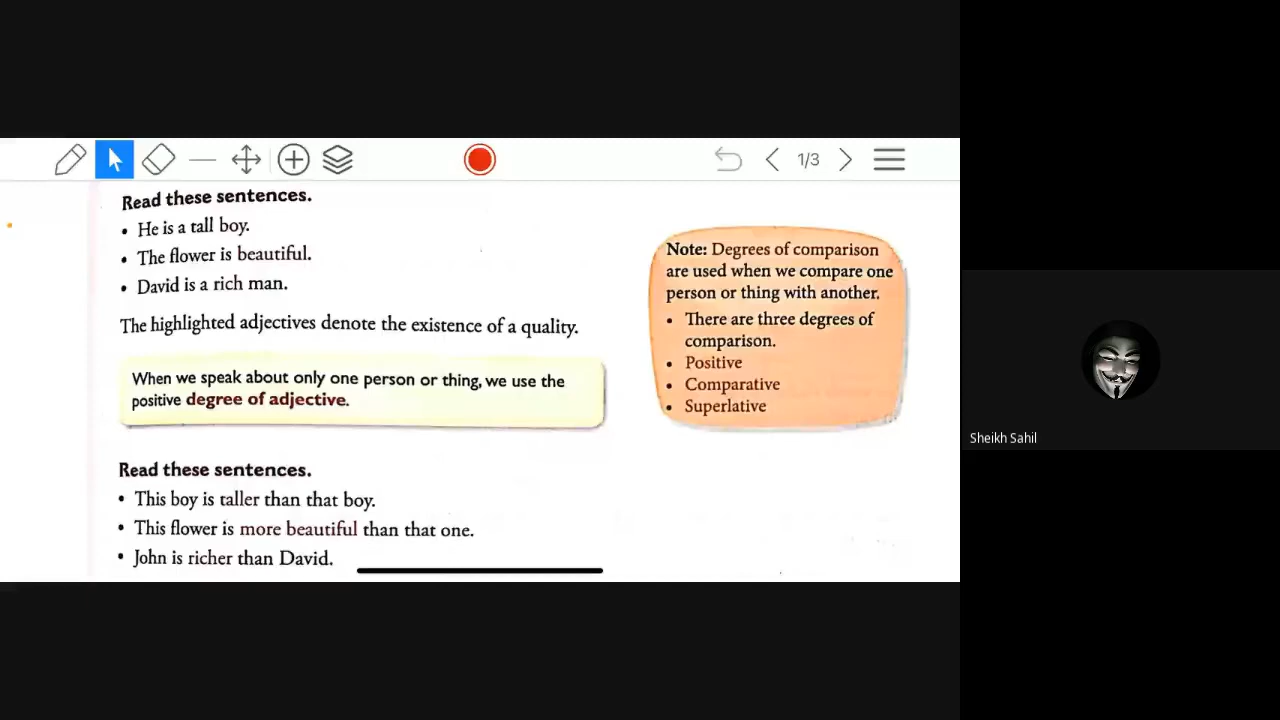 1/3
Read these sentences.
• He is a tall boy.
• The flower is beautiful.
• David is a rich man.
The highlighted adjectives denote the existence of a quality.
When we speak about only one person or thing, we use the
positive degree of adjective.
Note: Degrees of comparison
are used when we compare one
person or thing with another.
• There are three degrees of
comparison.
• Positive
• Comparative
• Superlative
Read these sentences.
• This boy is taller than that boy.
• This flower is more beautiful than that one.
• John is richer than David.
Sheikh Sahil